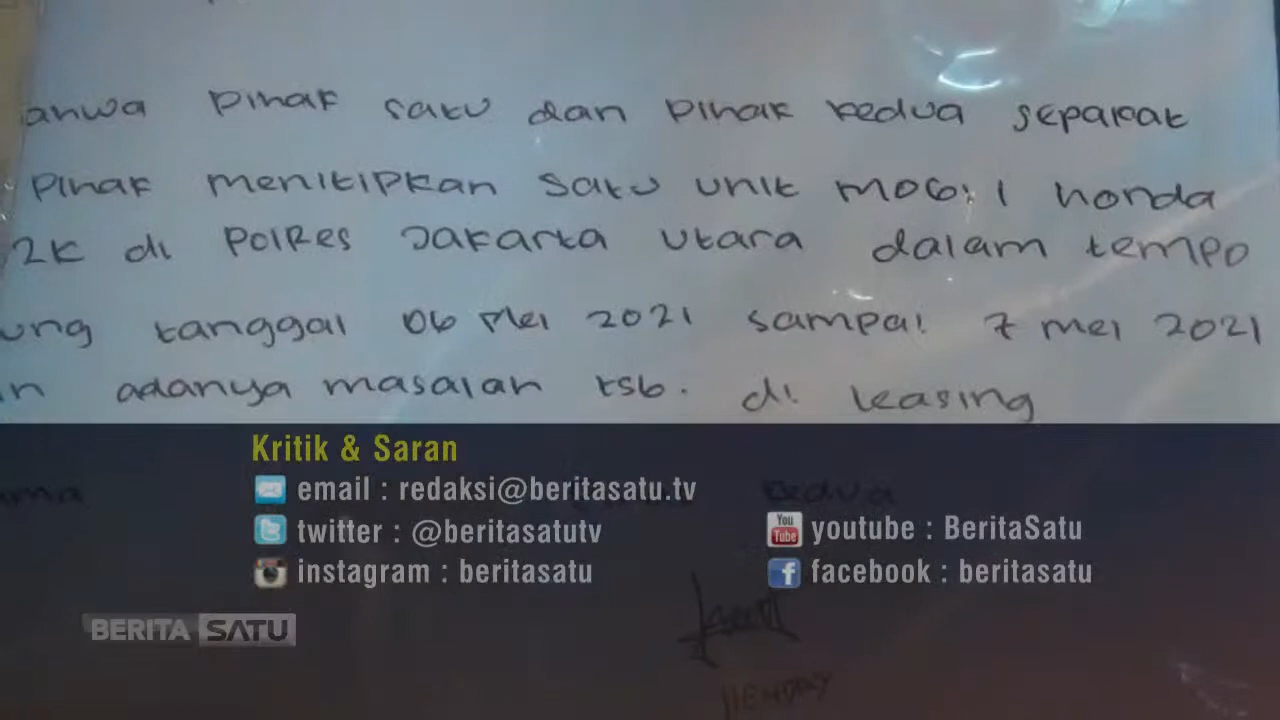 anwa Pihak satu dan Pihak kedua sepakat
Pihak menitipkan satu unit mobil honda
2K di POLRES Jakarta Utara dalam tempo
ung tanggal 06 Mei 2021 sampai 7 mei 2021
n adanya masalah tsb. di leasing
ama kedua
Kritik & Saran
email : redaksi@beritasatu.tv
twitter : @beritasatutv
youtube : BeritaSatu
instagram : beritasatu
facebook : beritasatu
BERITA SATU